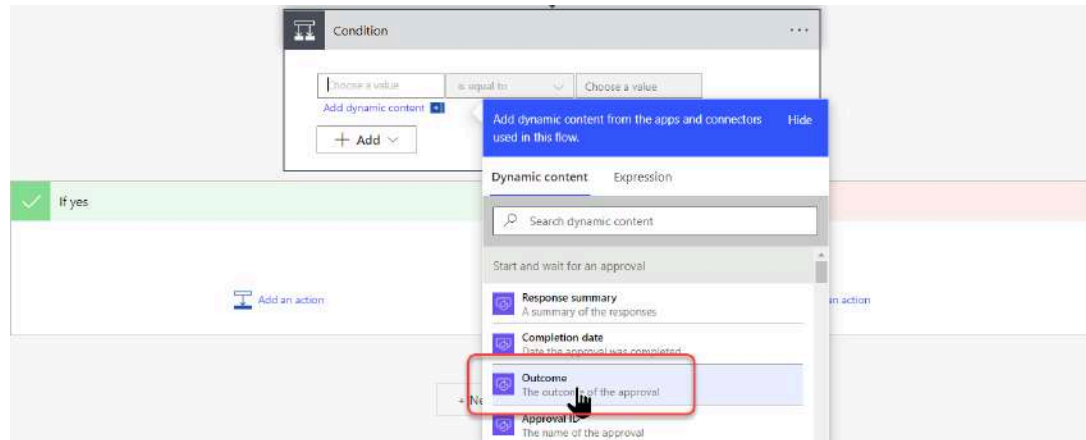 Condition
Choose a value
is equal to
Choose a value
Add dynamic content
Add
Add dynamic content from the apps and connectors
used in this flow.
Hide
Dynamic content
Expression
If yes
Search dynamic content
Start and wait for an approval
Response summary
A summary of the responses
Add an action
an action
Completion date
Date the approval was completed
Outcome
The outcome of the approval
+ Ne
Approval ID
The name of the approval